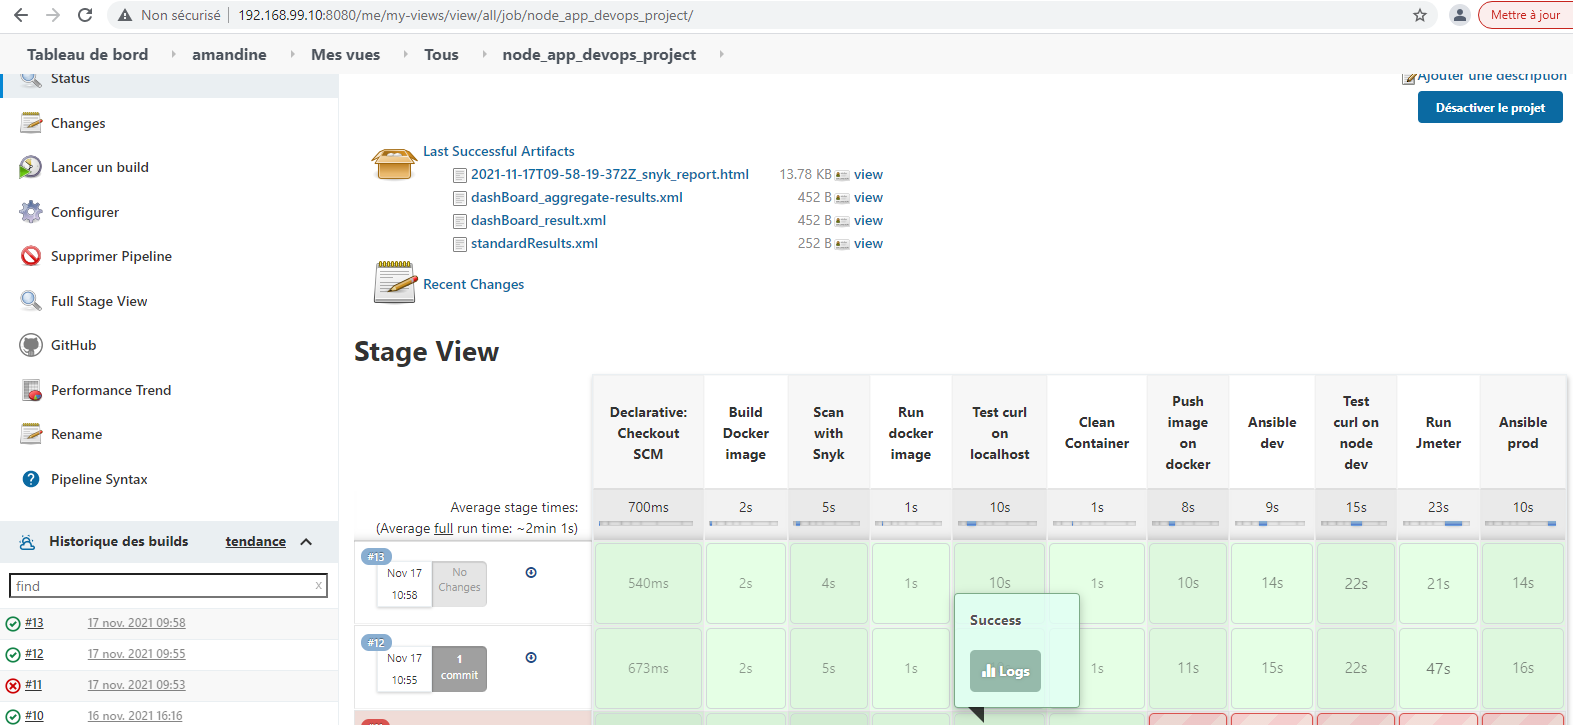 Non sécurisé 192.168.99.10:8080/me/my-views/view/all/job/node_app_devops_project/ Mettre à jour
Tableau de bord amandine Mes vues Tous node_app_devops_project
Status
Changes
Lancer un build
Configurer
Supprimer Pipeline
Full Stage View
GitHub
Performance Trend
Rename
Pipeline Syntax
Historique des builds tendance
find x
#13 17 nov. 2021 09:58
#12 17 nov. 2021 09:55
#11 17 nov. 2021 09:53
#10 16 nov. 2021 16:16
Ajouter une description
Désactiver le projet
Last Successful Artifacts
2021-11-17T09-58-19-372Z_snyk_report.html 13.78 KB view
dashBoard_aggregate-results.xml 452 B view
dashBoard_result.xml 452 B view
standardResults.xml 252 B view
Recent Changes
Stage View
Declarative: Checkout SCM
Build Docker image
Scan with Snyk
Run docker image
Test curl on localhost
Clean Container
Push image on docker
Ansible dev
Test curl on node dev
Run Jmeter
Ansible prod
Average stage times: 700ms 2s 5s 1s 10s 1s 8s 9s 15s 23s 10s
(Average full run time: ~2min 1s)
#13
Nov 17 10:58
No Changes
540ms 2s 4s 1s 10s 1s 10s 14s 22s 21s 14s
#12
Nov 17 10:55
1 commit
673ms 2s 5s 1s 1s 11s 15s 22s 47s 16s
Success
Logs